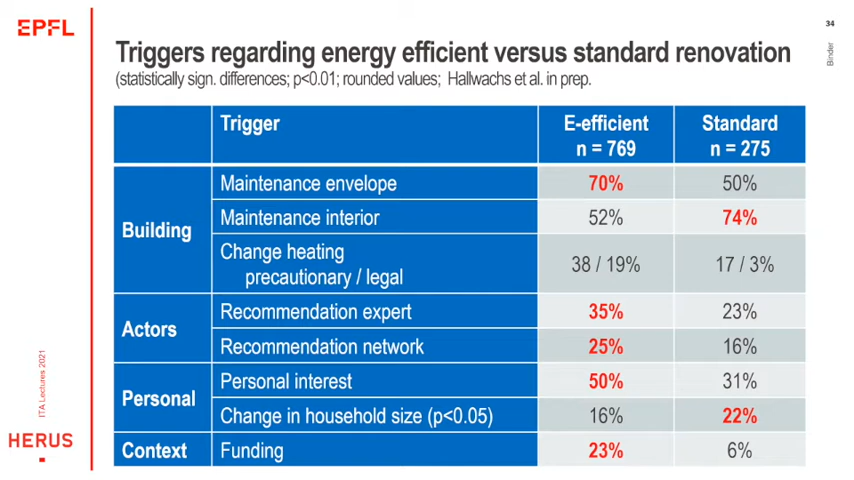 EPFL
34
Binder
Triggers regarding energy efficient versus standard renovation
(statistically sign. differences; p<0.01; rounded values; Hallwachs et al. in prep.
Trigger E-efficient n = 769 Standard n = 275
Building
Maintenance envelope 70% 50%
Maintenance interior 52% 74%
Change heating
precautionary / legal 38 / 19% 17 / 3%
Actors
Recommendation expert 35% 23%
Recommendation network 25% 16%
Personal
Personal interest 50% 31%
Change in household size (p<0.05) 16% 22%
Context Funding 23% 6%
ITA Lectures 2021
HERUS